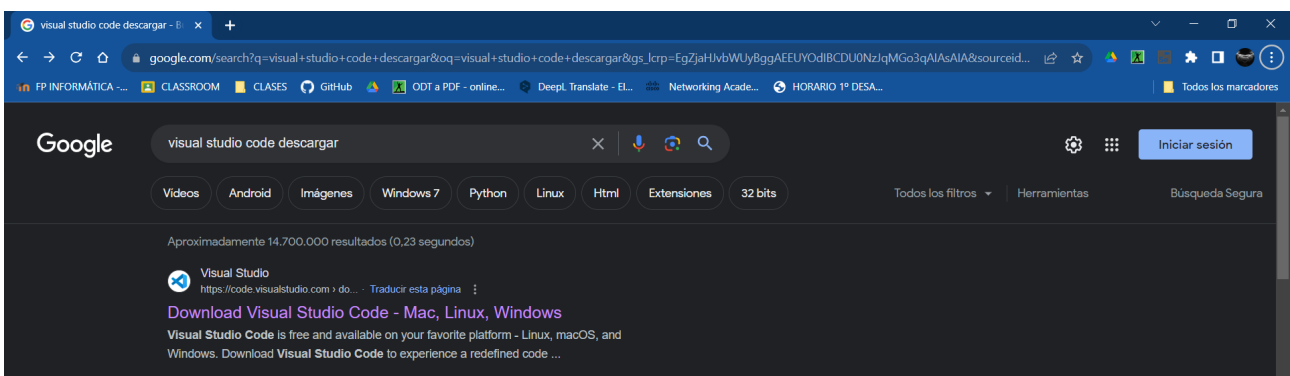 visual studio code descargar - B
google.com/search?q=visual+studio+code+descargar&oq=visual+studio+code+descargar&gs_lcrp=EgZjaHJvbWUyBggAEEUYOdIBCDU0NzJqMGo3qAIAsAIA&sourceid...
FP INFORMÁTICA -... CLASSROOM CLASES GitHub ODT a PDF - online... DeepL Translate - El... Networking Acade... HORARIO 1º DESA... Todos los marcadores
Google visual studio code descargar Iniciar sesión
Vídeos Android Imágenes Windows 7 Python Linux Html Extensiones 32 bits Todos los filtros Herramientas Búsqueda Segura
Aproximadamente 14.700.000 resultados (0,23 segundos)
Visual Studio
https://code.visualstudio.com › do... · Traducir esta página
Download Visual Studio Code - Mac, Linux, Windows
Visual Studio Code is free and available on your favorite platform - Linux, macOS, and
Windows. Download Visual Studio Code to experience a redefined code ...